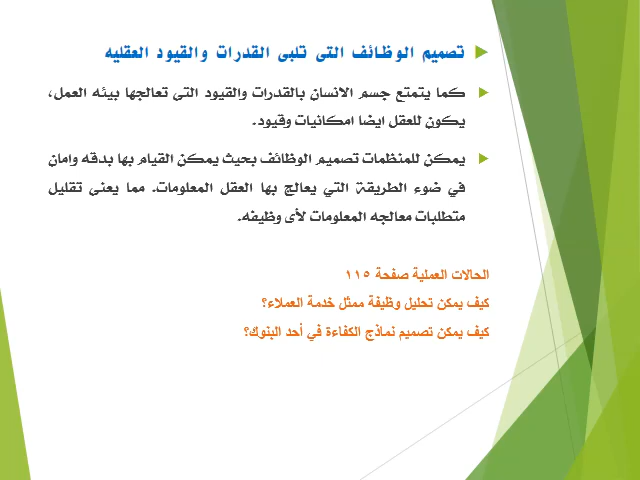 تصميم الوظائف التى تلبى القدرات والقيود العقليه
كما يتمتع جسم الانسان بالقدرات والقيود التى تعالجها بيئه العمل،
يكون للعقل ايضا امكانيات وقيود.
يمكن للمنظمات تصميم الوظائف بحيث يمكن القيام بها بدقه وامان
في ضوء الطريقة التي يعالج بها العقل المعلومات. مما يعنى تقليل
متطلبات معالجه المعلومات لأى وظيفه.
الحالات العملية صفحة ١١٥
كيف يمكن تحليل وظيفة ممثل خدمة العملاء؟
كيف يمكن تصميم نماذج الكفاءة في أحد البنوك؟